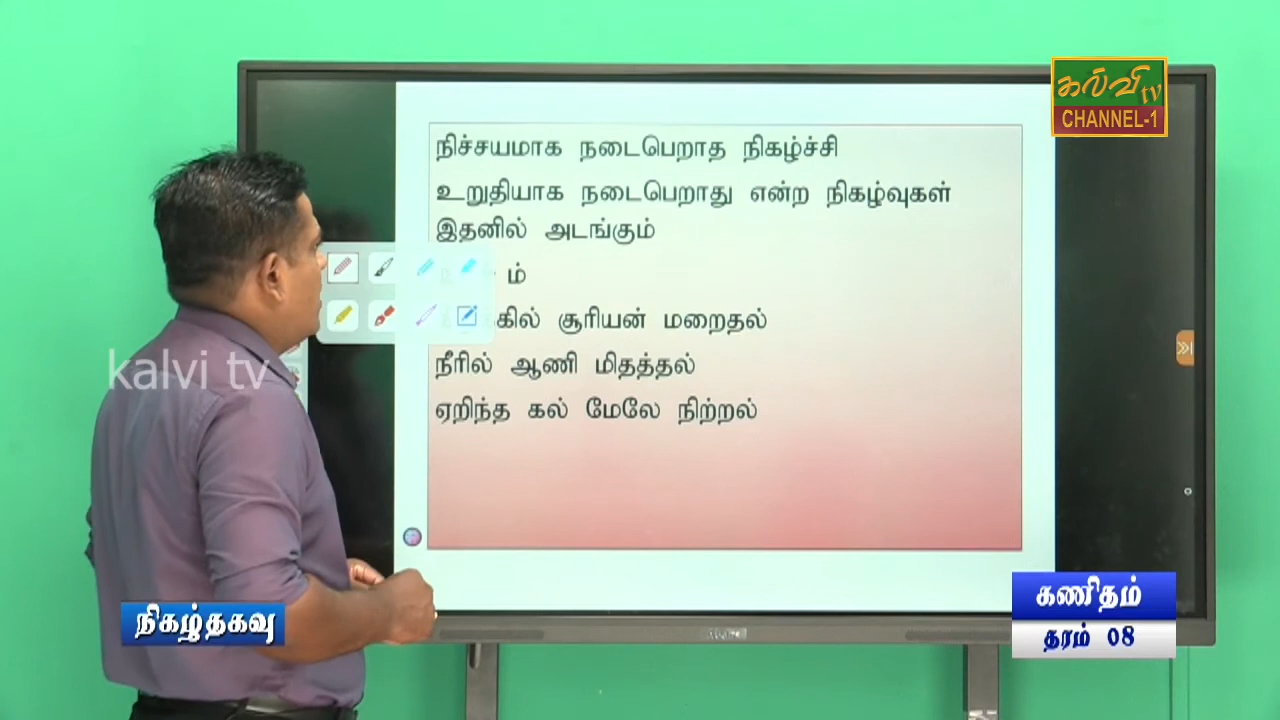 கல்வி tv
CHANNEL-1
நிச்சயமாக நடைபெறாத நிகழ்ச்சி
உறுதியாக நடைபெறாது என்ற நிகழ்வுகள்
இதனில் அடங்கும்
சூரியன் மறைதல்
நீரில் ஆணி மிதத்தல்
ஏறிந்த கல் மேலே நிற்றல்
kalvi tv
நிகழ்தகவு
கணிதம்
தரம் 08